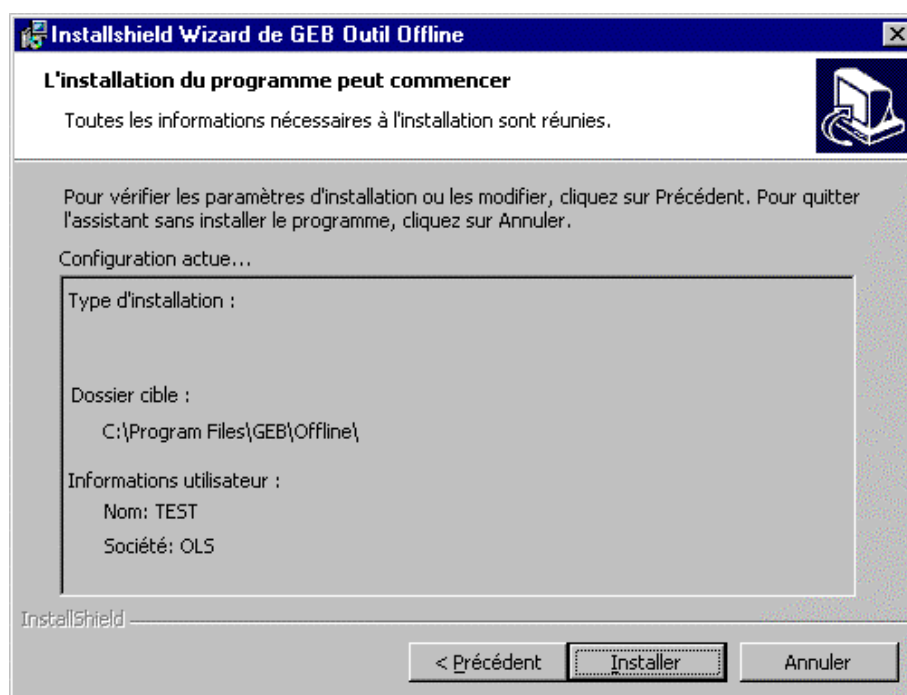 Installshield Wizard de GEB Outil Offline
L'installation du programme peut commencer
Toutes les informations nécessaires à l'installation sont réunies.
Pour vérifier les paramètres d'installation ou les modifier, cliquez sur Précédent. Pour quitter
l'assistant sans installer le programme, cliquez sur Annuler.
Configuration actue...
Type d'installation :
Dossier cible :
C:\Program Files\GEB\Offline\
Informations utilisateur :
Nom: TEST
Société: OLS
InstallShield
< Précédent Installer Annuler